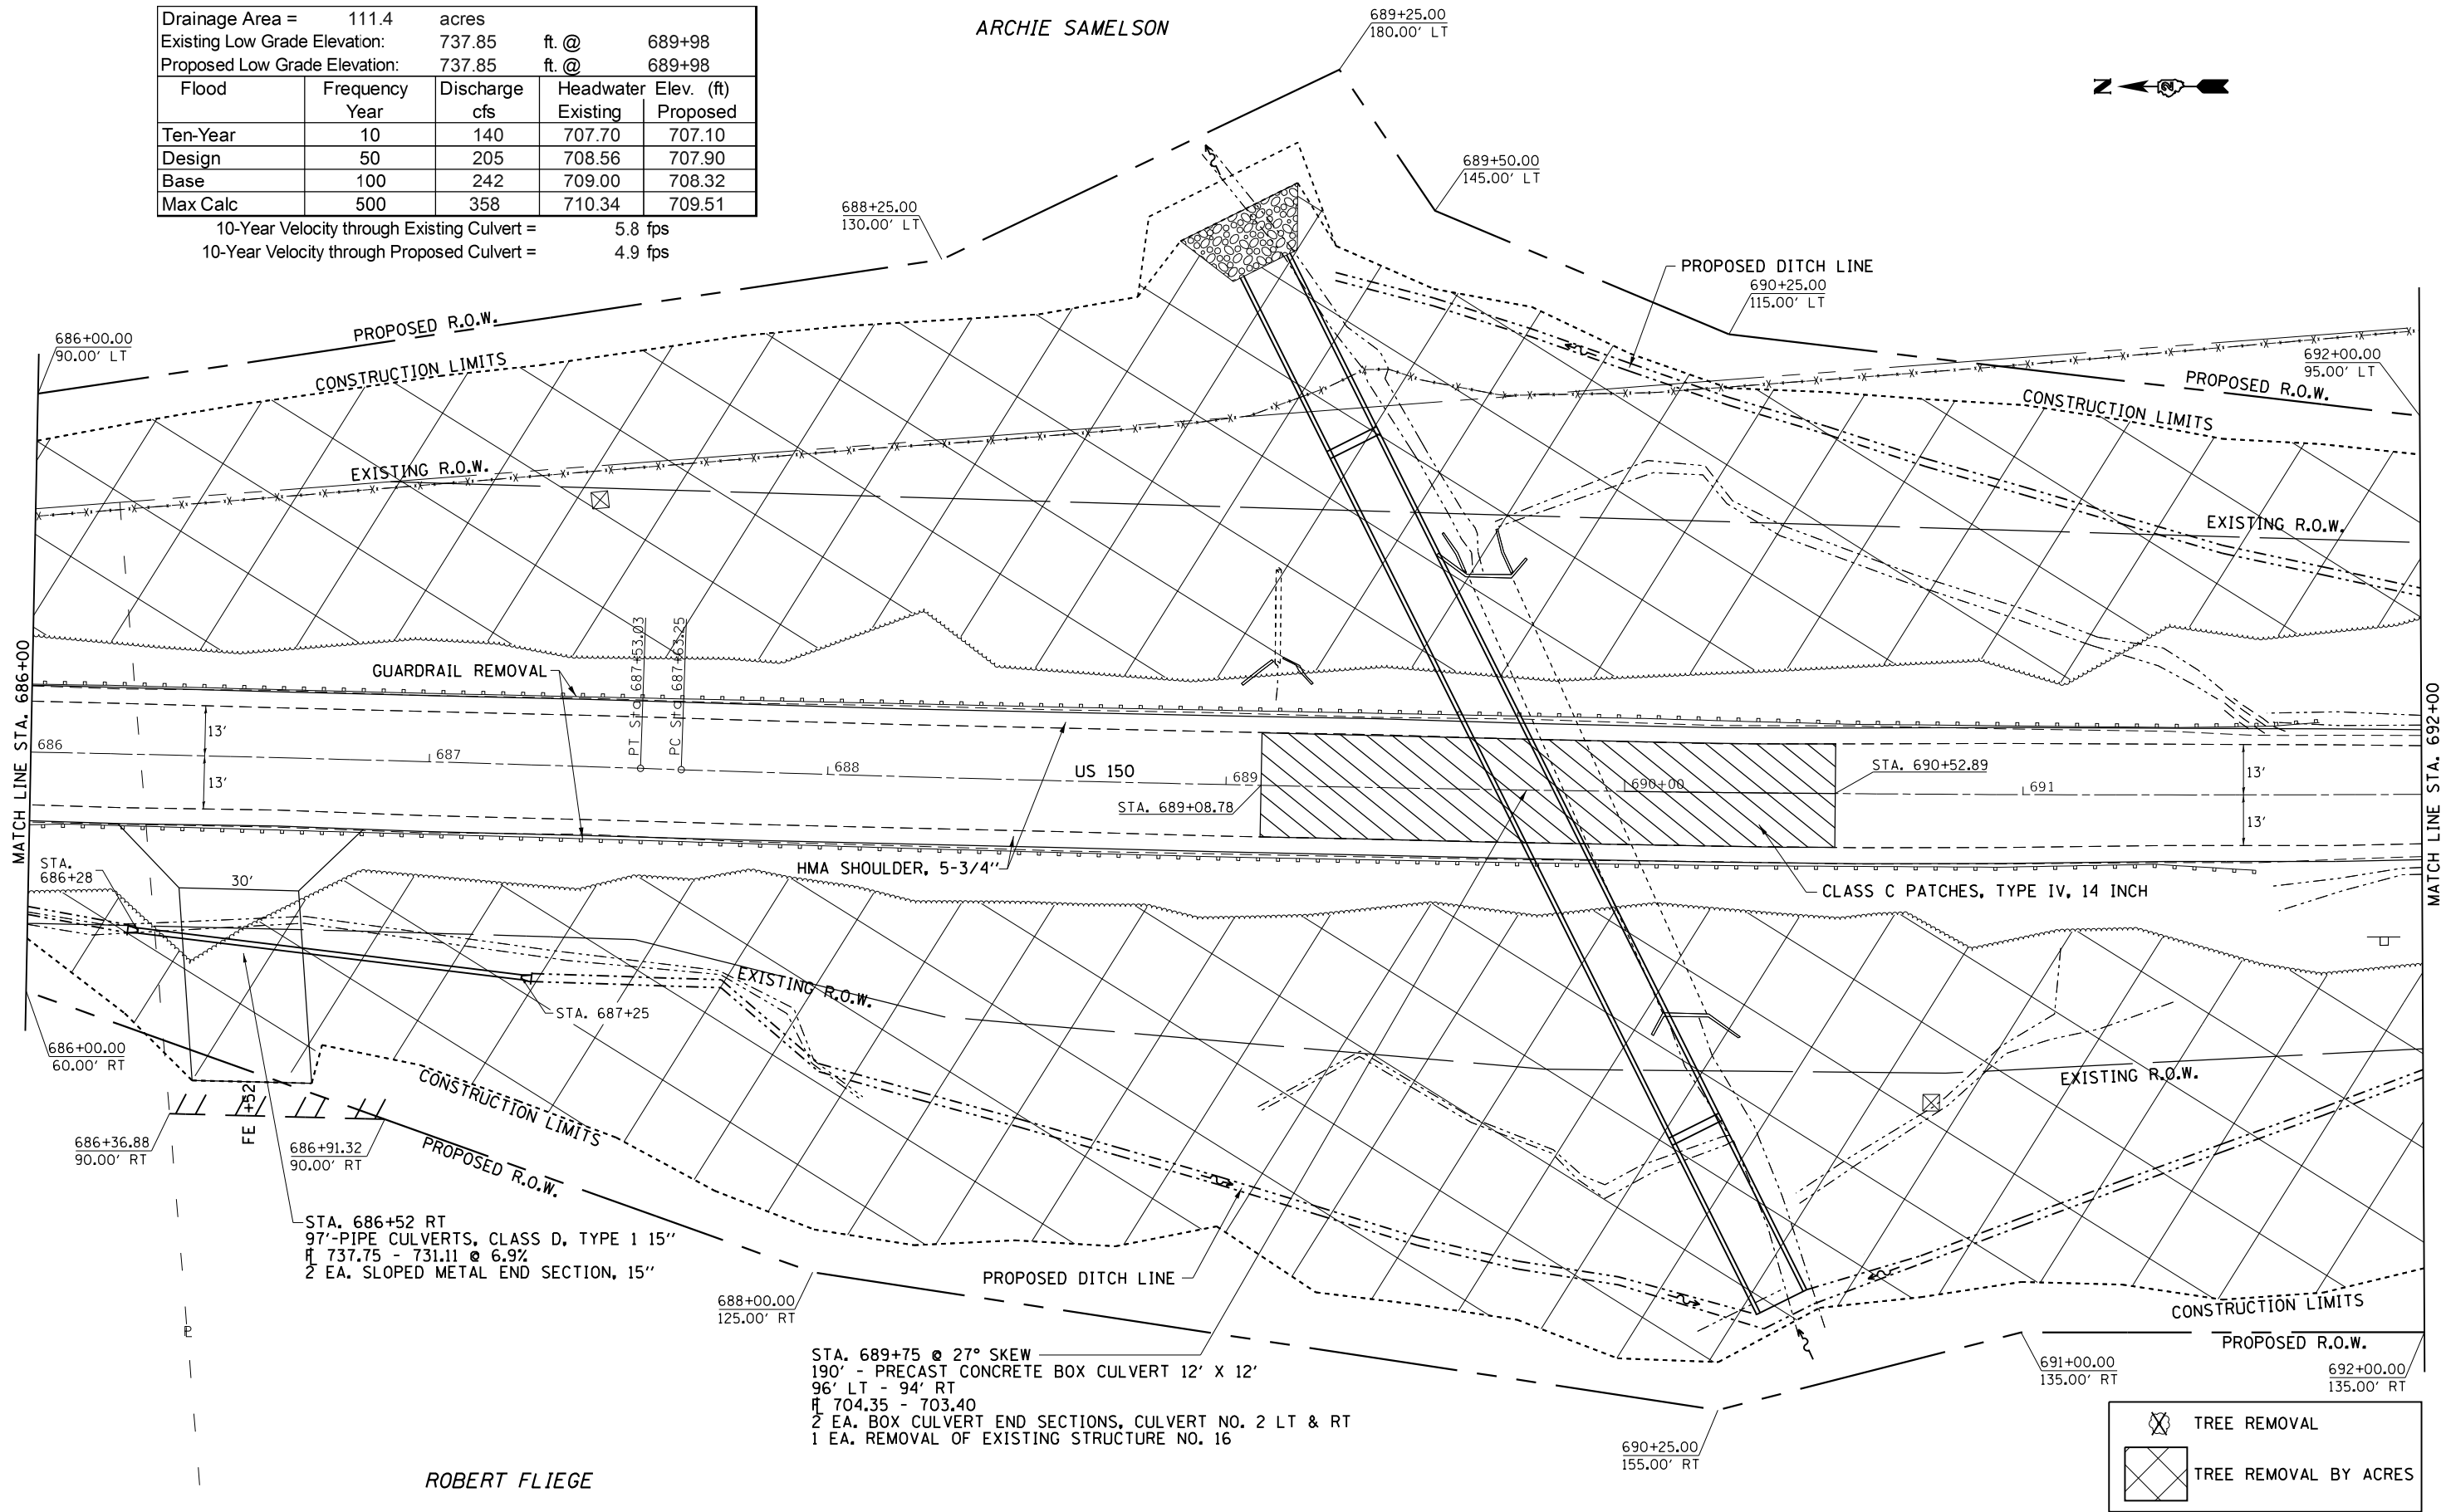 Drainage Area = 111.4 acres
Existing Low Grade Elevation: 737.85 ft. @ 689+98
Proposed Low Grade Elevation: 737.85 ft. @ 689+98
Flood Frequency Discharge Headwater Elev. (ft)
Year cfs Existing Proposed
Ten-Year 10 140 707.70 707.10
Design 50 205 708.56 707.90
Base 100 242 709.00 708.32
Max Calc 500 358 710.34 709.51
10-Year Velocity through Existing Culvert = 5.8 fps
10-Year Velocity through Proposed Culvert = 4.9 fps
ARCHIE SAMELSON
689+25.00
180.00' LT
N
689+50.00
145.00' LT
688+25.00
130.00' LT
PROPOSED DITCH LINE
690+25.00
115.00' LT
686+00.00
90.00' LT
PROPOSED R.O.W.
CONSTRUCTION LIMITS
692+00.00
95.00' LT
PROPOSED R.O.W.
CONSTRUCTION LIMITS
EXISTING R.O.W.
EXISTING R.O.W.
MATCH LINE STA. 686+00
GUARDRAIL REMOVAL
PT Sta. 687+53.03
PC Sta. 687+63.25
MATCH LINE STA. 692+00
13'
13'
686
687
688
US 150
689
690+00
691
STA. 689+08.78
STA. 690+52.89
13'
13'
STA.
686+28
30'
HMA SHOULDER, 5-3/4"
CLASS C PATCHES, TYPE IV, 14 INCH
EXISTING R.O.W.
STA. 687+25
686+00.00
60.00' RT
CONSTRUCTION LIMITS
EXISTING R.O.W.
FE +52
686+36.88
90.00' RT
686+91.32
90.00' RT
PROPOSED R.O.W.
STA. 686+52 RT
97'-PIPE CULVERTS, CLASS D, TYPE 1 15"
FL 737.75 - 731.11 @ 6.9%
2 EA. SLOPED METAL END SECTION, 15"
PL
PROPOSED DITCH LINE
688+00.00
125.00' RT
CONSTRUCTION LIMITS
PROPOSED R.O.W.
STA. 689+75 @ 27° SKEW
190' - PRECAST CONCRETE BOX CULVERT 12' X 12'
96' LT - 94' RT
FL 704.35 - 703.40
2 EA. BOX CULVERT END SECTIONS, CULVERT NO. 2 LT & RT
1 EA. REMOVAL OF EXISTING STRUCTURE NO. 16
691+00.00
135.00' RT
692+00.00
135.00' RT
690+25.00
155.00' RT
ROBERT FLIEGE
TREE REMOVAL
TREE REMOVAL BY ACRES